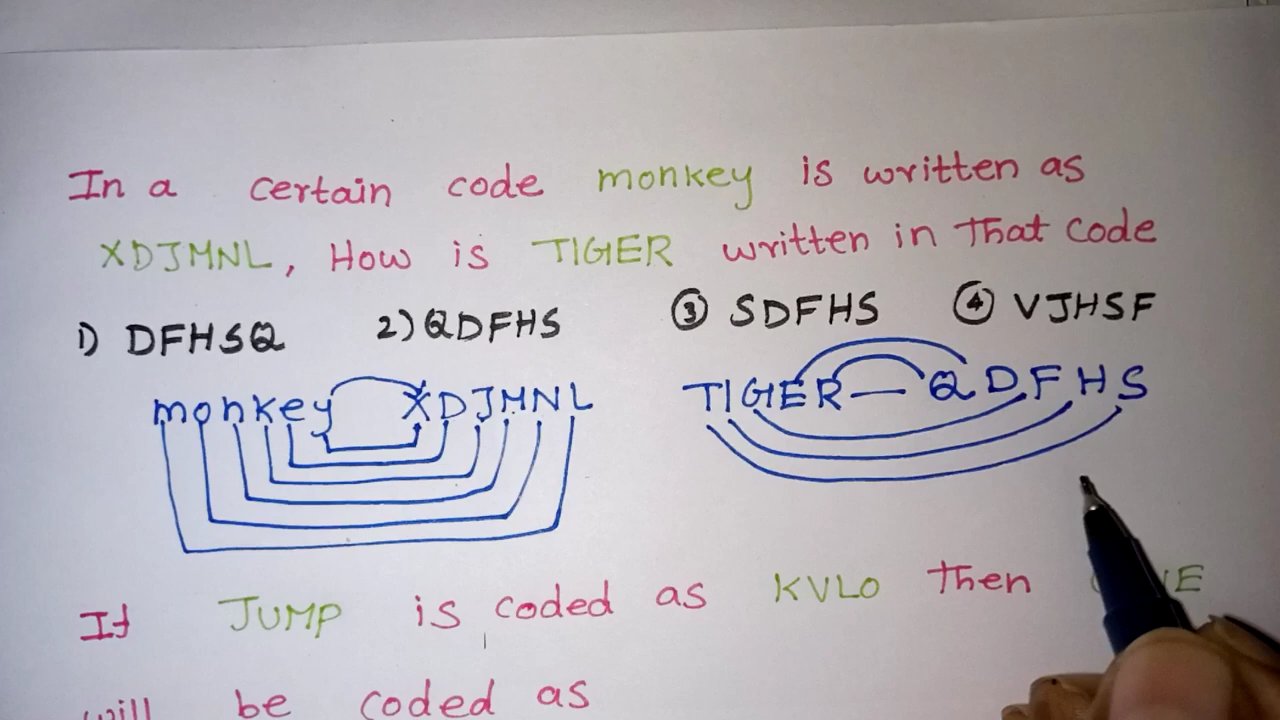 In a certain code monkey is written as
XDJMNL, How is TIGER written in That Code
1) DFHSQ 2) QDFHS ③ SDFHS ④ VJHSF
monkey XDJMNL TIGER — QDFHS
If JUMP is coded as KVLO Then
will be coded as